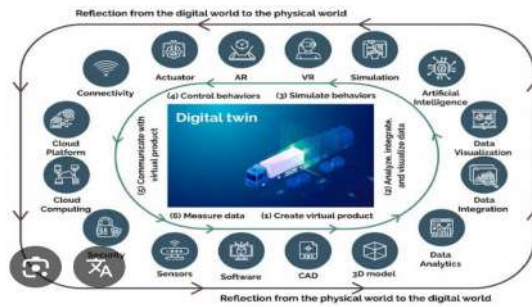 Reflection from the digital world to the physical world
Actuator
AR
VR
Simulation
Connectivity
Artificial
Intelligence
(4) Control behaviors
(3) Simulate behaviors
Digital twin
Cloud
Platform
(5) Communicate with
virtual product
(2) Analyze, integrate,
and visualize data
Data
Visualization
Cloud
Computing
Data
Integration
(6) Measure data
(1) Create virtual product
Security
Data
Analytics
Sensors
Software
CAD
3D model
Reflection from the physical world to the digital world